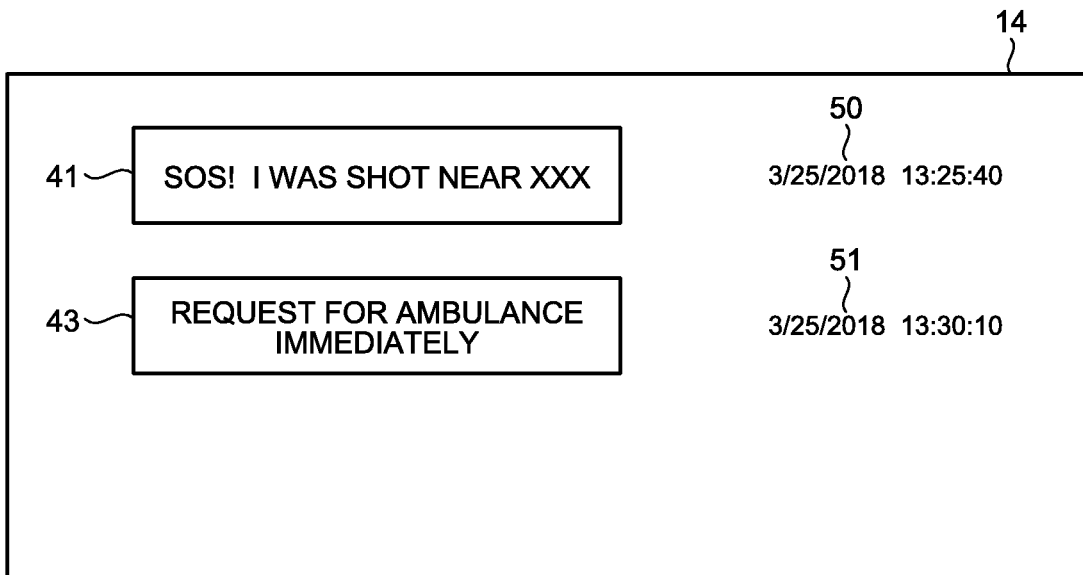 14
50
41 SOS! I WAS SHOT NEAR XXX 3/25/2018 13:25:40
51
43 REQUEST FOR AMBULANCE 3/25/2018 13:30:10
IMMEDIATELY